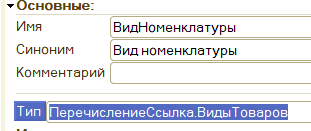 Основные:
Имя ВидНоменклатуры
Синоним Вид номенклатуры
Комментарий
Тип ПеречислениеСсылка.ВидыТоваров